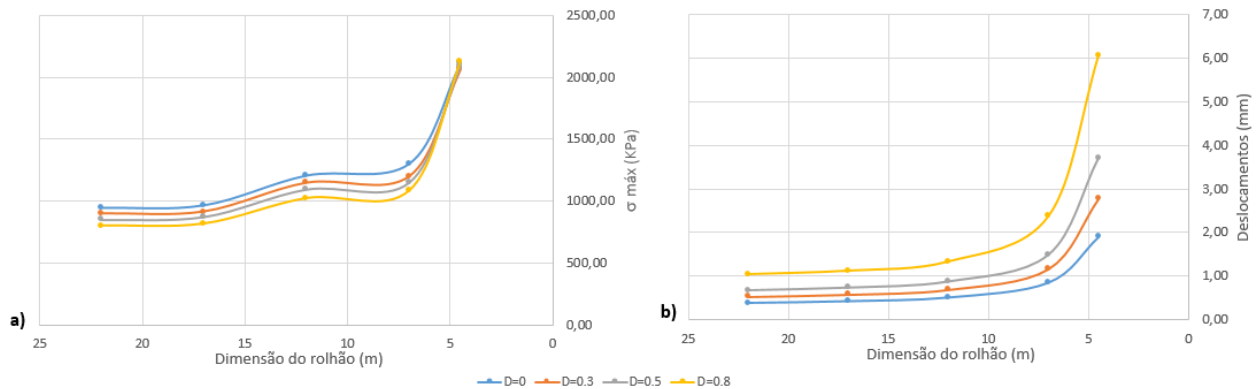 2500,00
2000,00
1500,00
1000,00
500,00
0,00
σ máx (KPa)
a)
25 20 15 10 5 0
Dimensão do rolhão (m)
7,00
6,00
5,00
4,00
3,00
2,00
1,00
0,00
Deslocamentos (mm)
b)
25 20 15 10 5 0
Dimensão do rolhão (m)
D=0 D=0.3 D=0.5 D=0.8